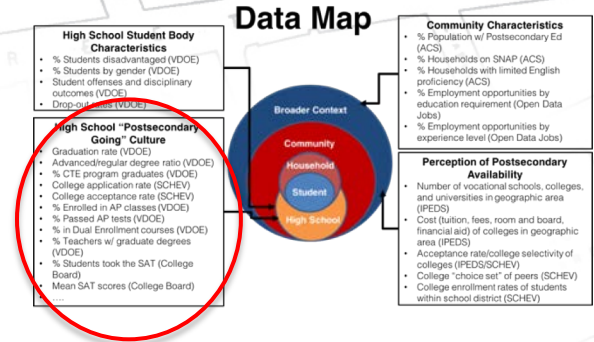 Data Map
High School Student Body
Characteristics
• % Students disadvantaged (VDOE)
• % Students by gender (VDOE)
• Student offenses and disciplinary
outcomes (VDOE)
• Drop-out rates (VDOE)
High School “Postsecondary
Going” Culture
• Graduation rate (VDOE)
• Advanced/regular degree ratio (VDOE)
• % CTE program graduates (VDOE)
• College application rate (SCHEV)
• College acceptance rate (SCHEV)
• % Enrolled in AP classes (VDOE)
• % Passed AP tests (VDOE)
• % in Dual Enrollment courses (VDOE)
• % Teachers w/ graduate degrees
(VDOE)
• % Students took the SAT (College
Board)
• Mean SAT scores (College Board)
• ....
Broader Context
Community
Household
Student
High School
Community Characteristics
• % Population w/ Postsecondary Ed
(ACS)
• % Households on SNAP (ACS)
• % Households with limited English
proficiency (ACS)
• % Employment opportunities by
education requirement (Open Data
Jobs)
• % Employment opportunities by
experience level (Open Data Jobs)
Perception of Postsecondary
Availability
• Number of vocational schools, colleges,
and universities in geographic area
(IPEDS)
• Cost (tuition, fees, room and board,
financial aid) of colleges in geographic
area (IPEDS)
• Acceptance rate/college selectivity of
colleges (IPEDS/SCHEV)
• College “choice set” of peers (SCHEV)
• College enrollment rates of students
within school district (SCHEV)